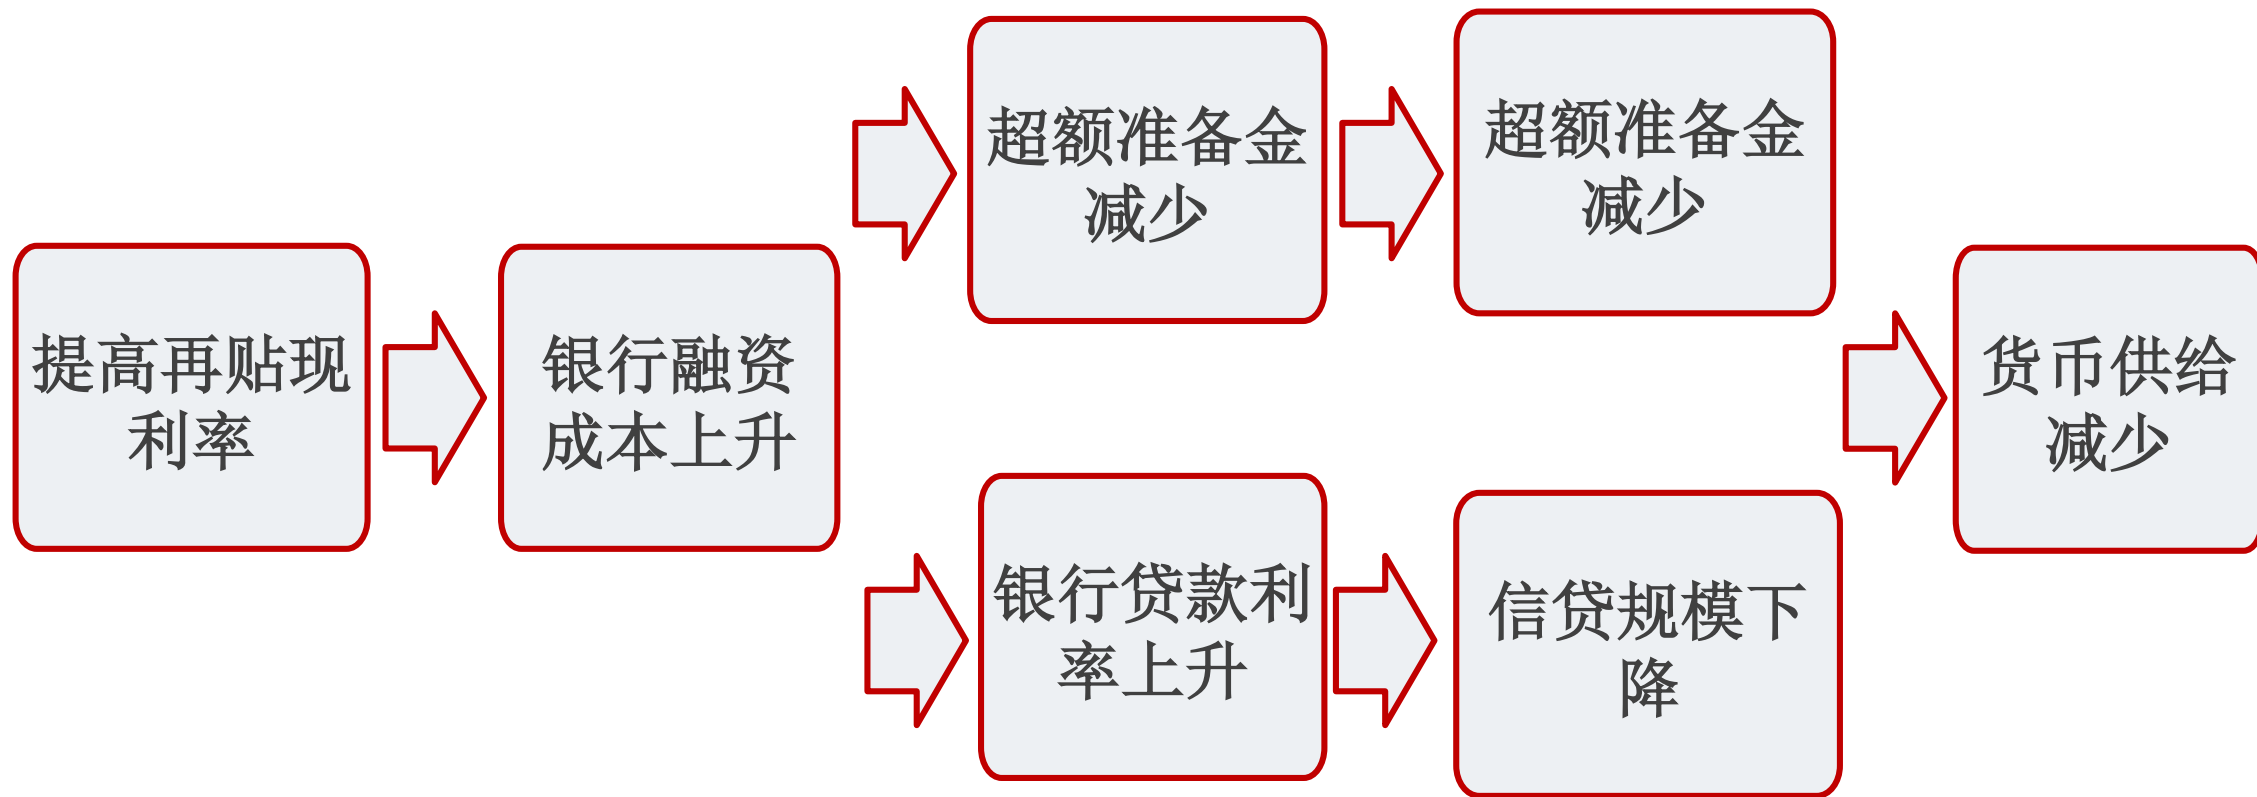 提高再贴现
利率
银行融资
成本上升
超额准备金
减少
超额准备金
减少
银行贷款利
率上升
信贷规模下
降
货币供给
减少